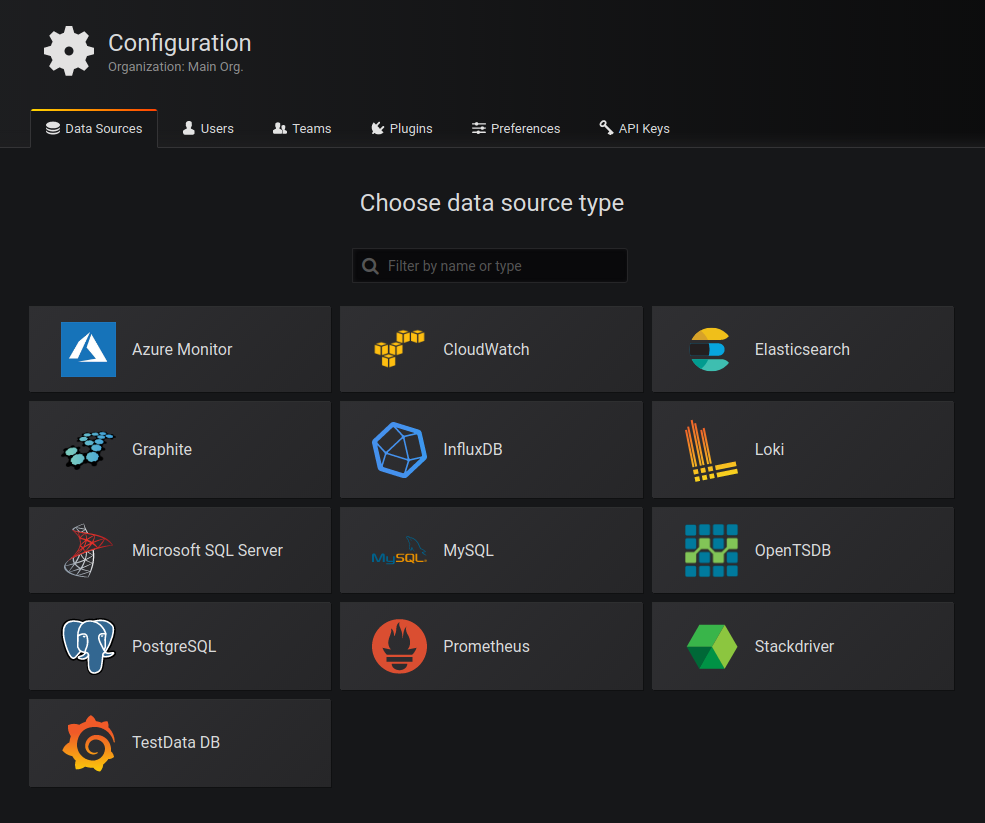 Configuration
Organization: Main Org.
Data Sources Users Teams Plugins Preferences API Keys
Choose data source type
Filter by name or type
Azure Monitor CloudWatch Elasticsearch
Graphite InfluxDB Loki
Microsoft SQL Server MySQL MySQL OpenTSDB
PostgreSQL Prometheus Stackdriver
TestData DB